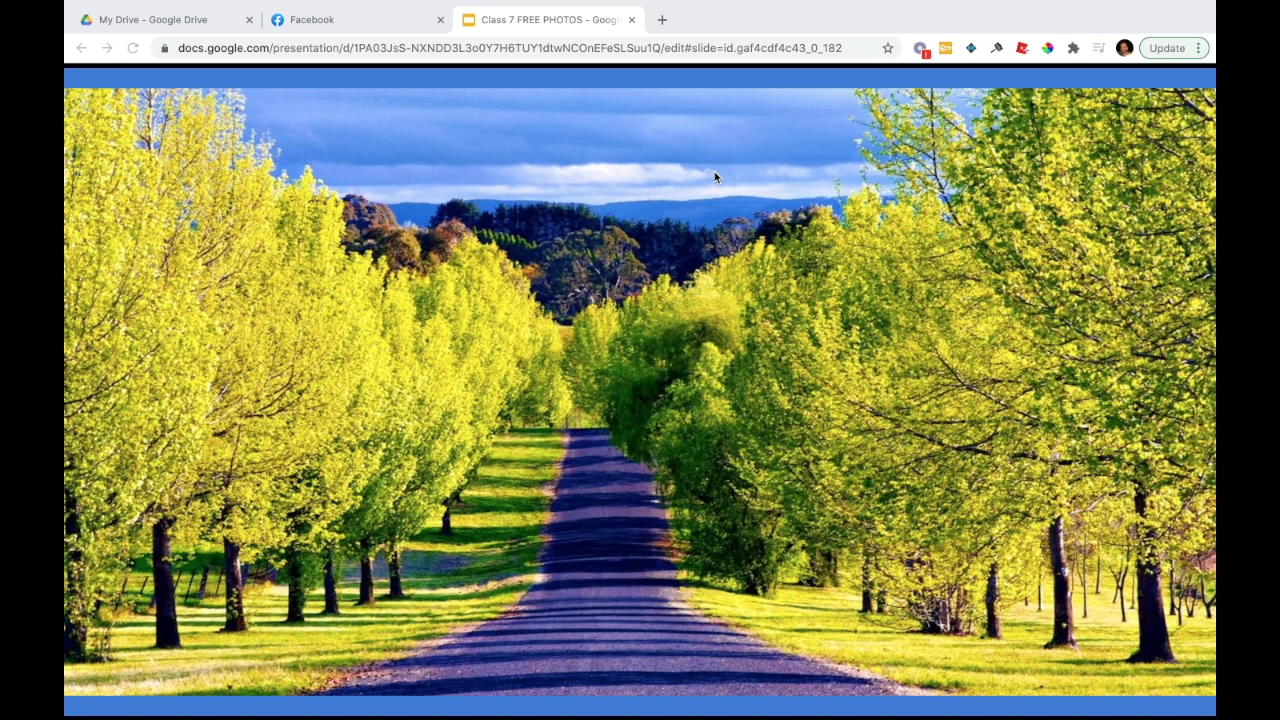 My Drive - Google Drive
Facebook
Class 7 FREE PHOTOS - Googl
docs.google.com/presentation/d/1PA03JsS-NXNDD3L3o0Y7H6TUY1dtwNCOnEFeSLSuu1Q/edit#slide=id.gaf4cdf4c43_0_182
Update